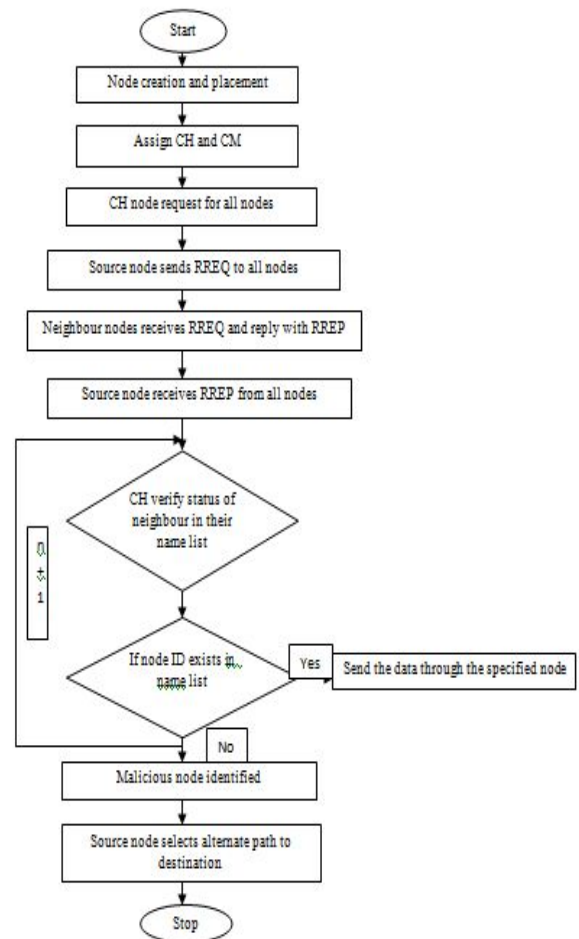 Start
Node creation and placement
Assign CH and CM
CH node request for all nodes
Source node sends RREQ to all nodes
Neighbour nodes receives RREQ and reply with RREP
Source node receives RREP from all nodes
CH verify status of
neighbour in their
name list
n
+
1
If node ID exists in
name list
Yes
Send the data through the specified node
No
Malicious node identified
Source node selects alternate path to
destination
Stop